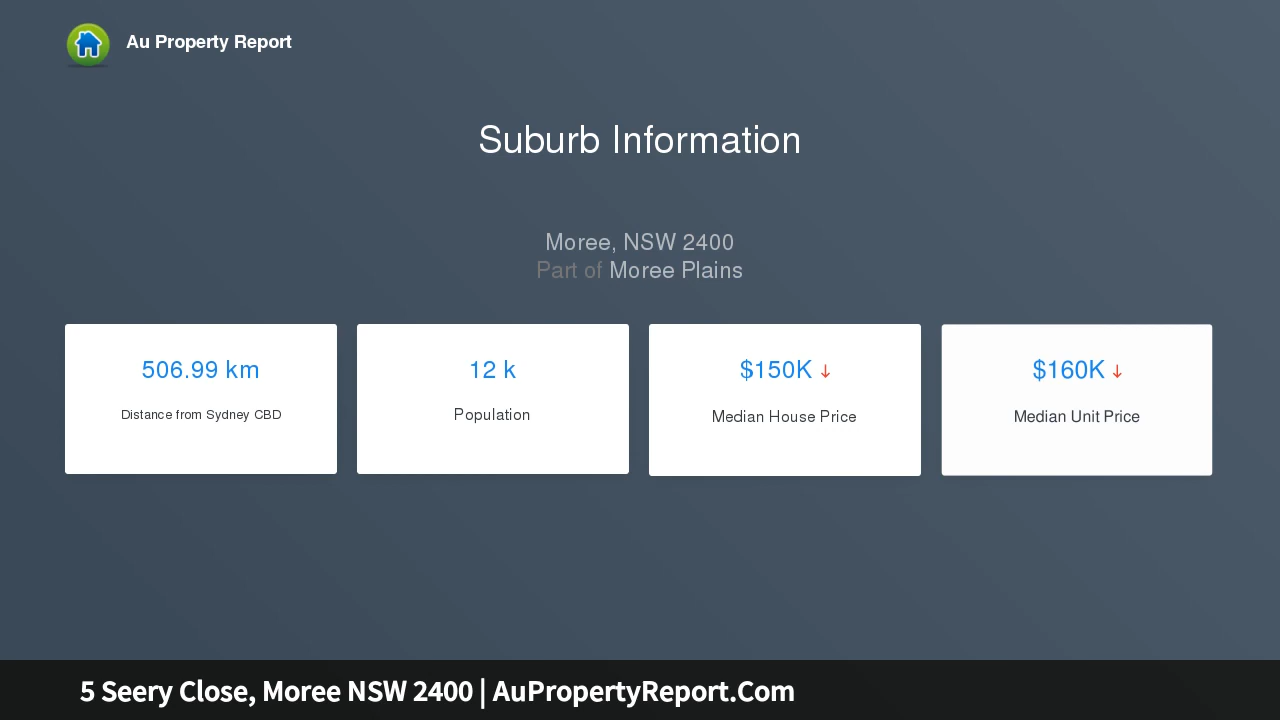 Au Property Report
Suburb Information
Moree, NSW 2400
Part of Moree Plains
506.99 km
Distance from Sydney CBD
12 k
Population
$150K ↓
Median House Price
$160K ↓
Median Unit Price
5 Seery Close, Moree NSW 2400 | AuPropertyReport.Com